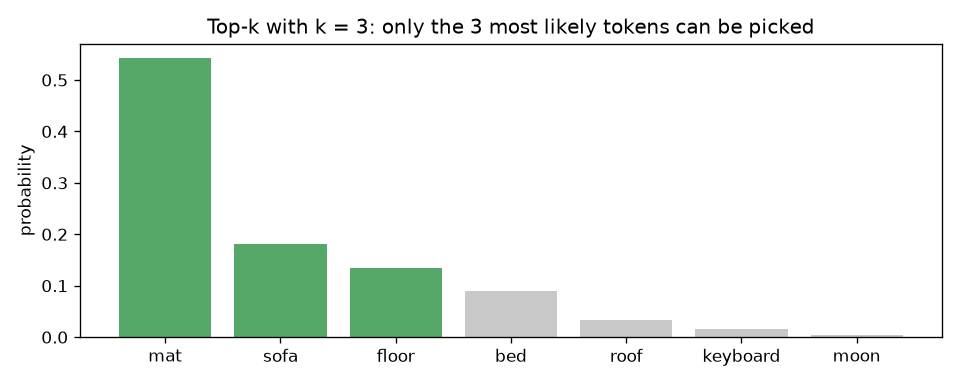 Top-k with k = 3: only the 3 most likely tokens can be picked
probability
0.5
0.4
0.3
0.2
0.1
0.0
mat sofa floor bed roof keyboard moon